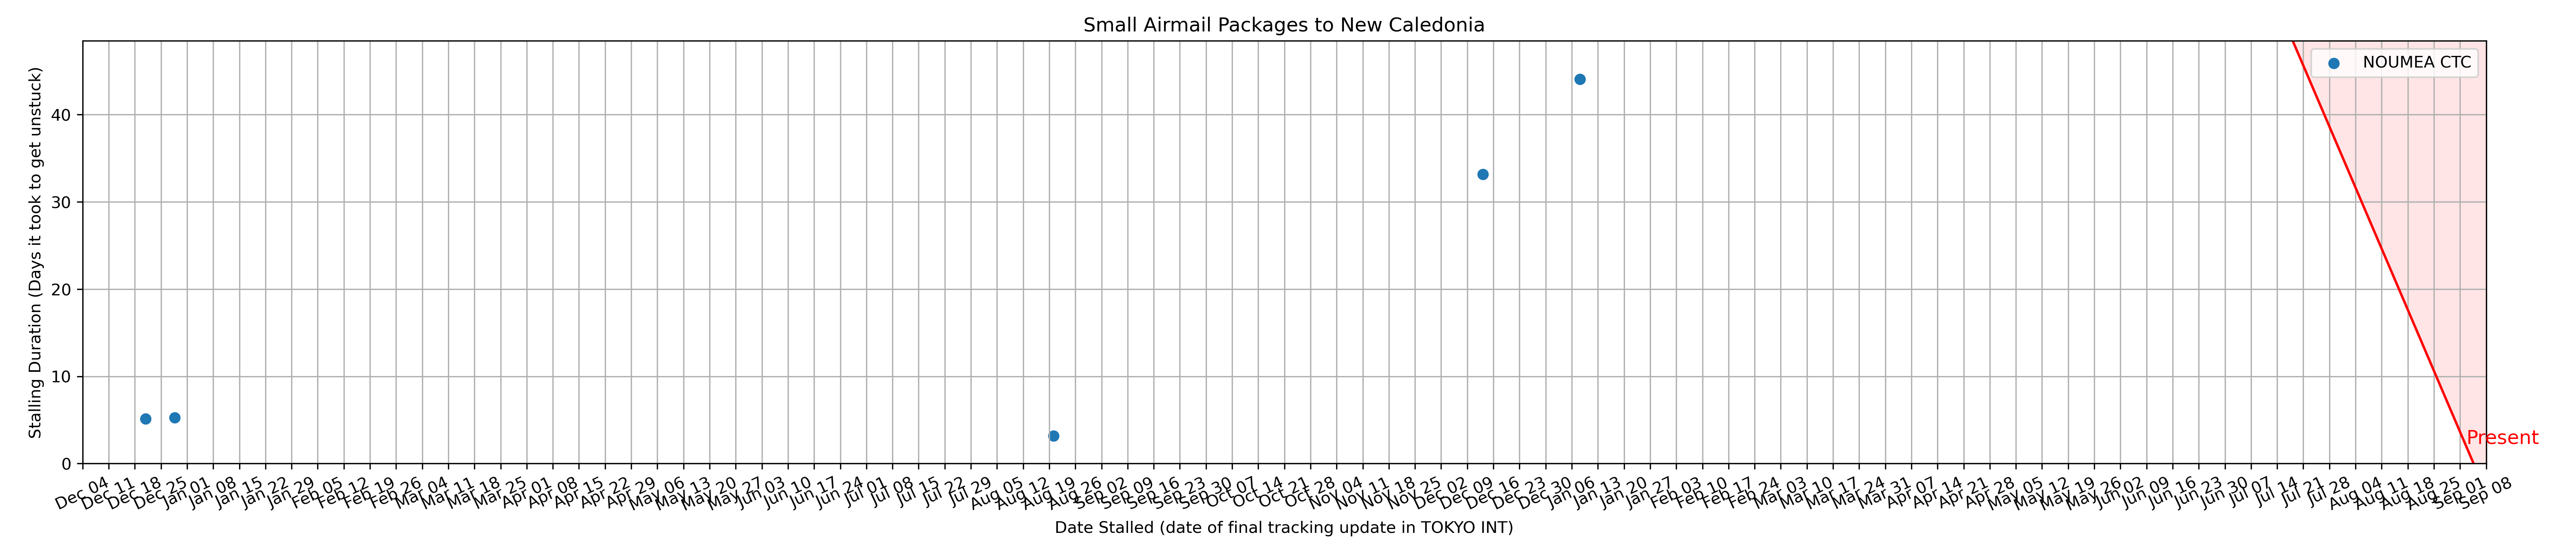 Small Airmail Packages to New Caledonia
NOUMEA CTC
Stalling Duration (Days it took to get unstuck)
40
30
20
10
0
Present
Dec 04 Dec 11 Dec 18 Dec 25 Jan 01 Jan 08 Jan 15 Jan 22 Jan 29 Feb 05 Feb 12 Feb 19 Feb 26 Mar 04 Mar 11 Mar 18 Mar 25 Apr 01 Apr 08 Apr 15 Apr 22 Apr 29 May 06 May 13 May 20 May 27 Jun 03 Jun 10 Jun 17 Jun 24 Jul 01 Jul 08 Jul 15 Jul 22 Jul 29 Aug 05 Aug 12 Aug 19 Aug 26 Sep 02 Sep 09 Sep 16 Sep 23 Sep 30 Oct 07 Oct 14 Oct 21 Oct 28 Nov 04 Nov 11 Nov 18 Nov 25 Dec 02 Dec 09 Dec 16 Dec 23 Dec 30 Jan 06 Jan 13 Jan 20 Jan 27 Feb 03 Feb 10 Feb 17 Feb 24 Mar 03 Mar 10 Mar 17 Mar 24 Mar 31 Apr 07 Apr 14 Apr 21 Apr 28 May 05 May 12 May 19 May 26 Jun 02 Jun 09 Jun 16 Jun 23 Jun 30 Jul 07 Jul 14 Jul 21 Jul 28 Aug 04 Aug 11 Aug 18 Aug 25 Sep 01 Sep 08
Date Stalled (date of final tracking update in TOKYO INT)